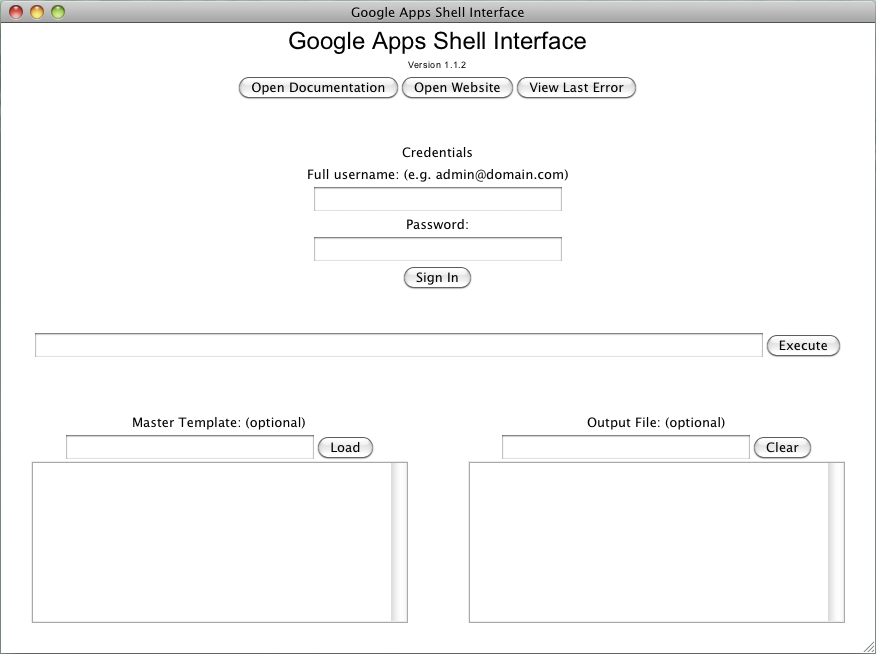 Google Apps Shell Interface
Google Apps Shell Interface
Version 1.1.2
Open Documentation Open Website View Last Error
Credentials
Full username: (e.g. admin@domain.com)
Password:
Sign In
Execute
Master Template: (optional)
Load
Output File: (optional)
Clear